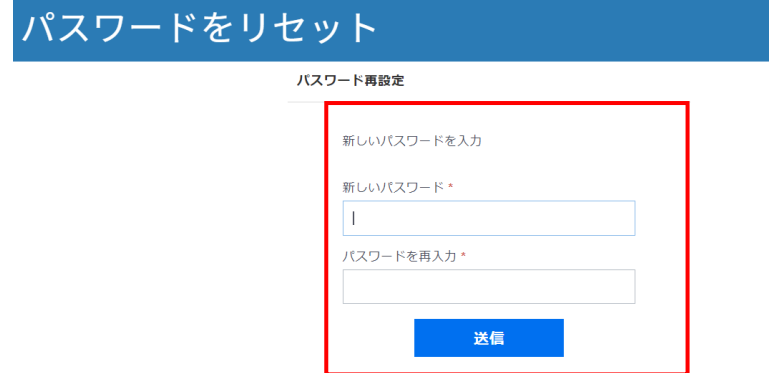 パスワードをリセット
パスワード再設定
新しいパスワードを入力
新しいパスワード *
パスワードを再入力 *
送信